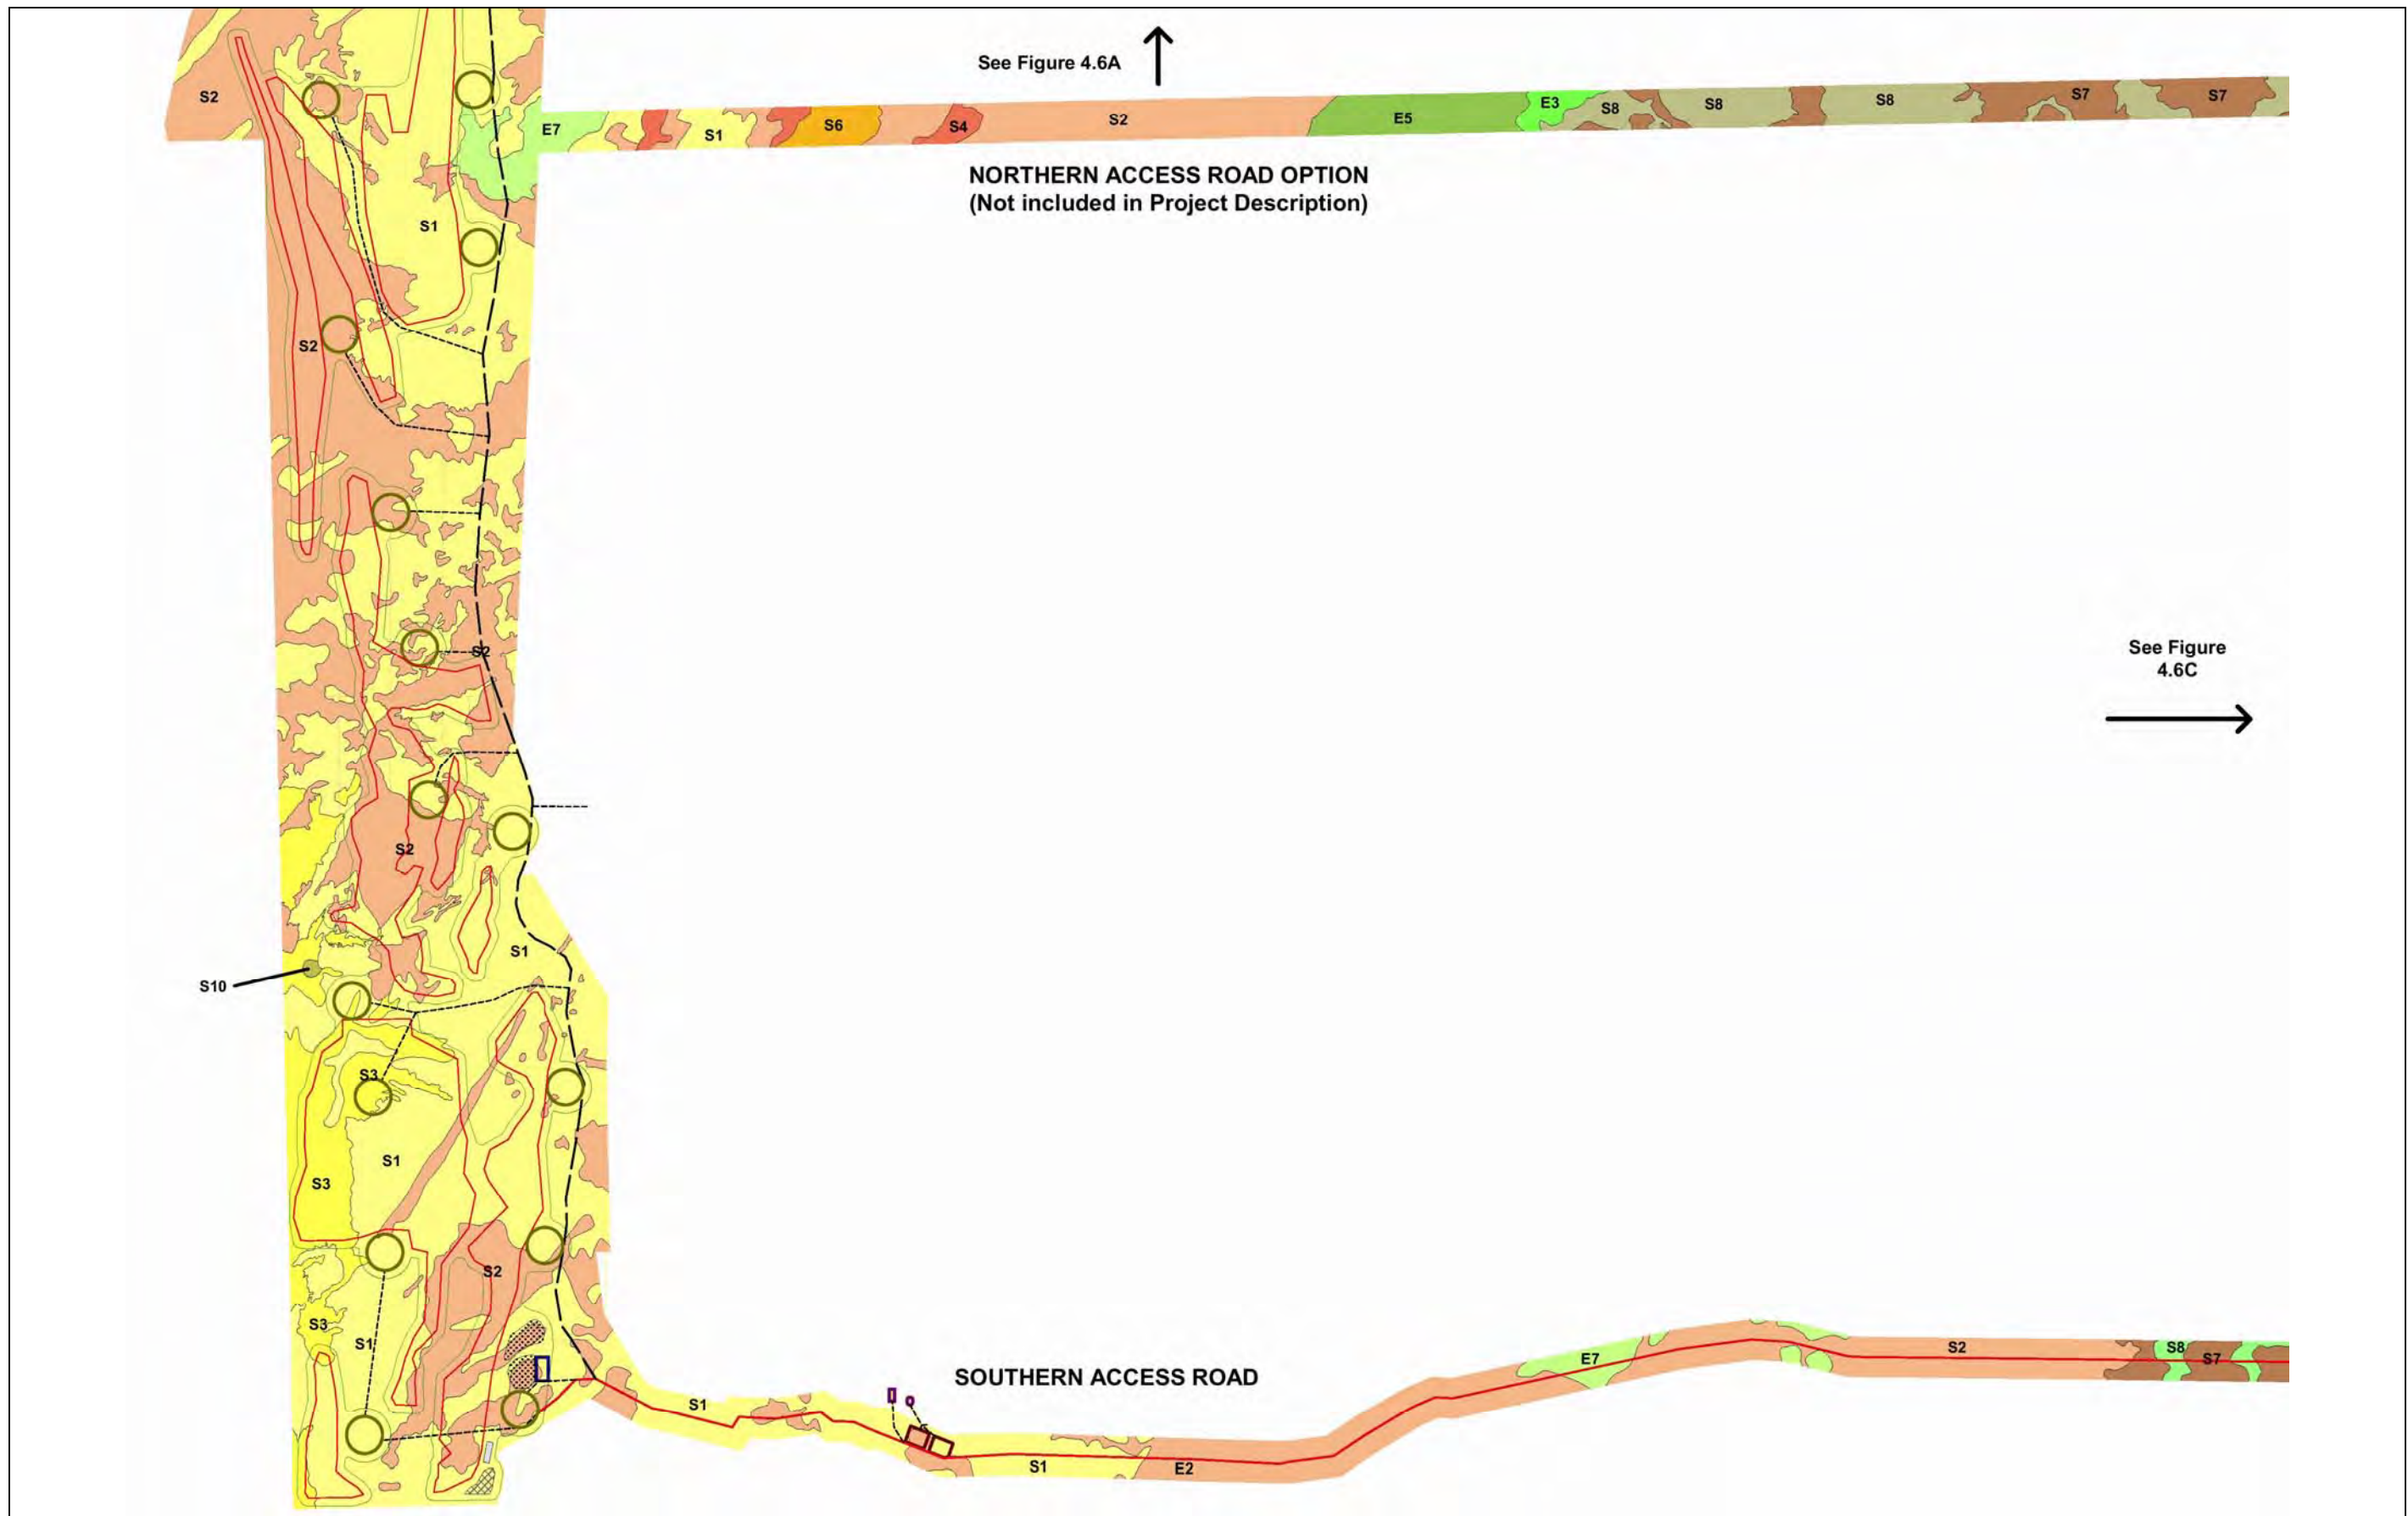 See Figure 4.6A
S2
E7
S1
S6
S4
S2
E5
E3
S8
S8
S8
S7
S7
NORTHERN ACCESS ROAD OPTION
(Not included in Project Description)
S1
S2
S2
See Figure
4.6C
S2
S1
S10
S3
S1
S3
S2
S3
S1
SOUTHERN ACCESS ROAD
S1
S1
E2
E7
S2
S8
S7